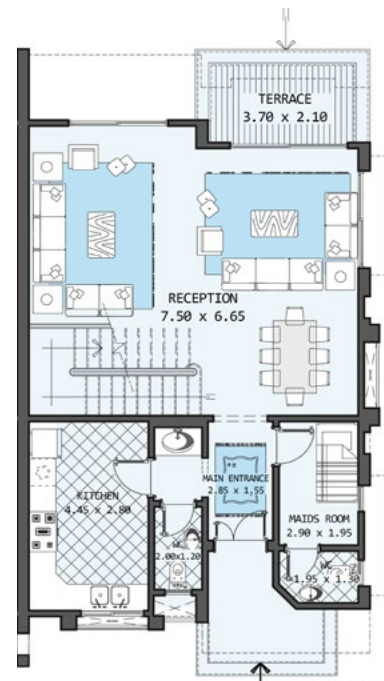 TERRACE
3.70 x 2.10
RECEPTION
7.50 x 6.65
KITCHEN
4.45 x 2.80
MAIN ENTRANCE
2.85 x 1.55
MAIDS ROOM
2.90 x 1.95
WC
2.00x1.20
WC
1.95 x 1.30